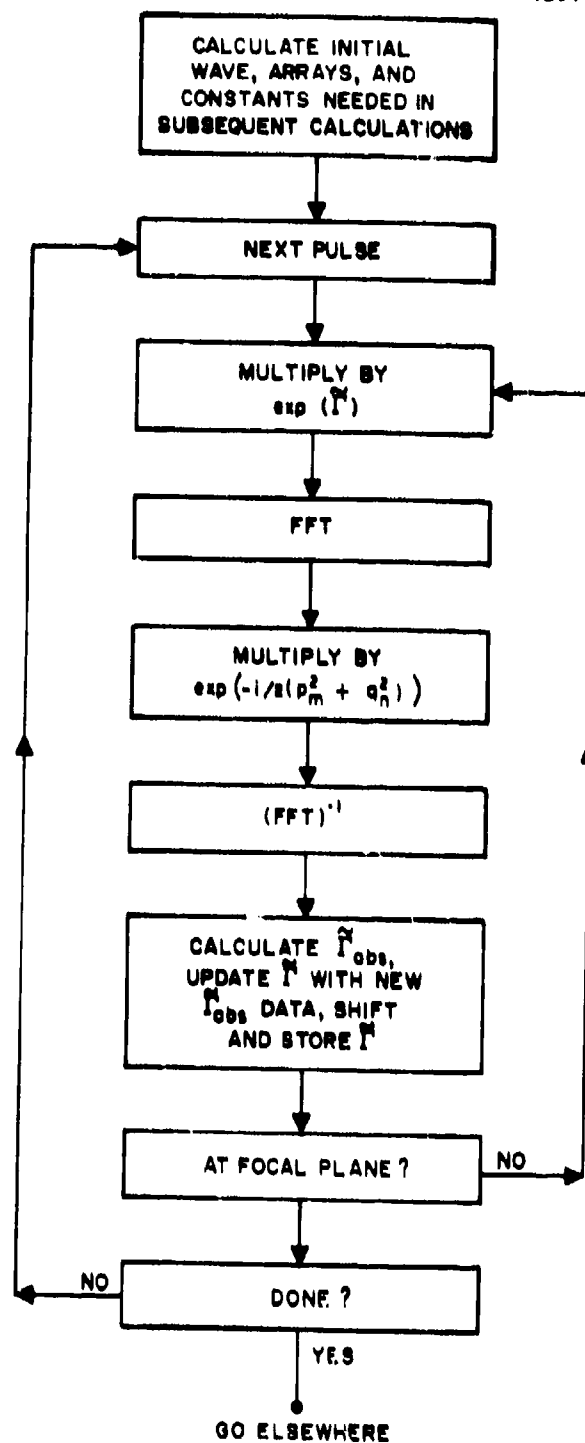 CALCULATE INITIAL
WAVE, ARRAYS, AND
CONSTANTS NEEDED IN
SUBSEQUENT CALCULATIONS
NEXT PULSE
MULTIPLY BY
exp (Γ̃)
FFT
MULTIPLY BY
exp(-i/2(p²ₘ + q²ₙ))
(FFT)⁻¹
CALCULATE Γ̃obs,
UPDATE Γ̃ WITH NEW
Γ̃obs DATA, SHIFT
AND STORE Γ̃
AT FOCAL PLANE?
NO
NO
DONE?
YES
GO ELSEWHERE